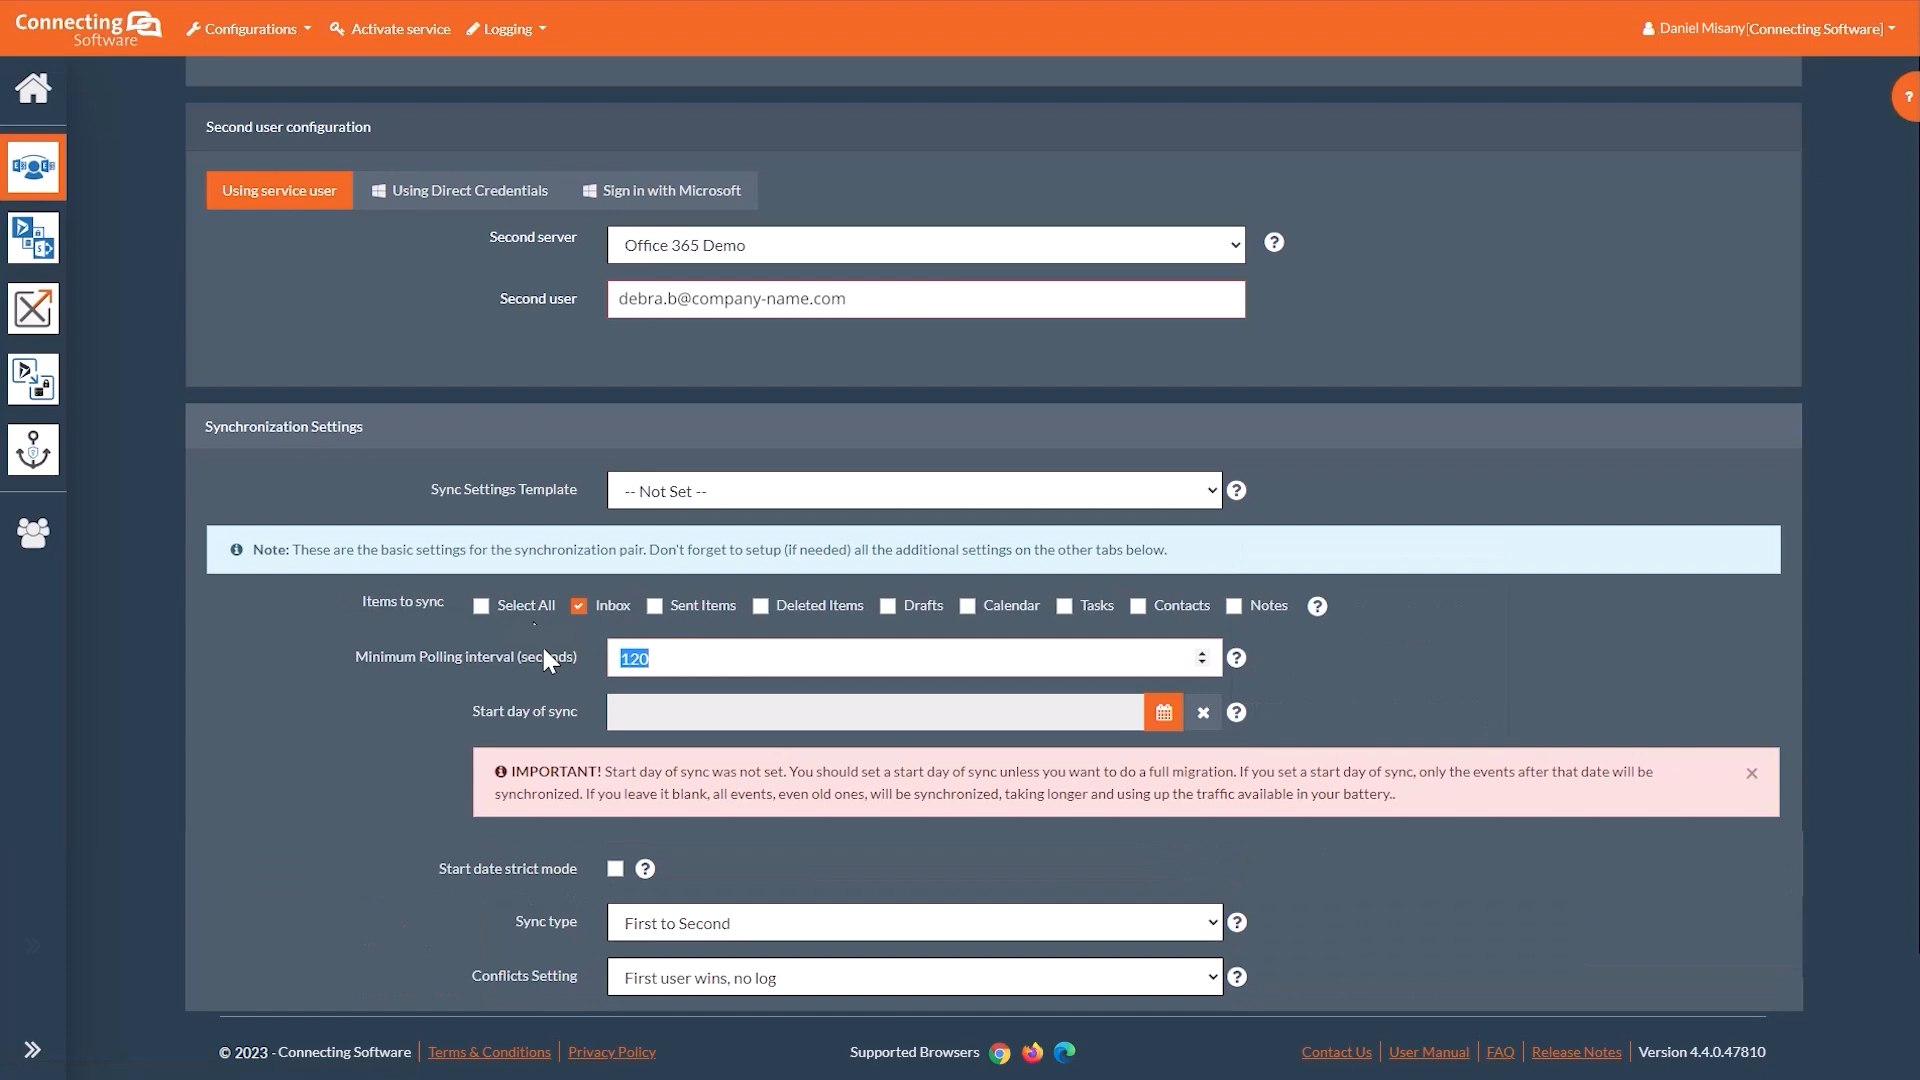 Connecting Software
Configurations
Activate service
Logging
Daniel Misany[Connecting Software]
?
Second user configuration
Using service user
Using Direct Credentials
Sign in with Microsoft
Second server
Office 365 Demo
?
Second user
debra.b@company-name.com
Synchronization Settings
Sync Settings Template
-- Not Set --
?
Note: These are the basic settings for the synchronization pair. Don't forget to setup (if needed) all the additional settings on the other tabs below.
Items to sync
Select All
Inbox
Sent Items
Deleted Items
Drafts
Calendar
Tasks
Contacts
Notes
?
Minimum Polling interval (seconds)
120
?
Start day of sync
?
IMPORTANT! Start day of sync was not set. You should set a start day of sync unless you want to do a full migration. If you set a start day of sync, only the events after that date will be
synchronized. If you leave it blank, all events, even old ones, will be synchronized, taking longer and using up the traffic available in your battery..
Start date strict mode
?
Sync type
First to Second
?
Conflicts Setting
First user wins, no log
?
© 2023 - Connecting Software
Terms & Conditions
Privacy Policy
Supported Browsers
Contact Us
User Manual
FAQ
Release Notes
Version 4.4.0.47810